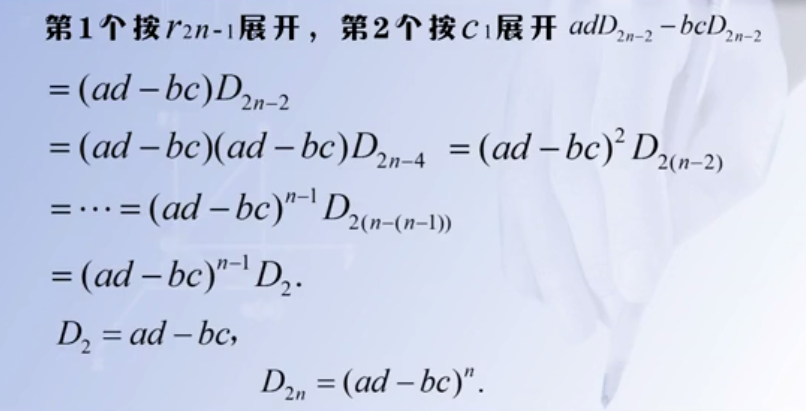 第1个按r₂ₙ₋₁展开，第2个按c₁展开 adD₂ₙ₋₂ − bcD₂ₙ₋₂
= (ad − bc)D₂ₙ₋₂
= (ad − bc)(ad − bc)D₂ₙ₋₄ = (ad − bc)² D₂₍ₙ₋₂₎
= ⋯ = (ad − bc)ⁿ⁻¹ D₂₍ₙ₋₍ₙ₋₁₎₎
= (ad − bc)ⁿ⁻¹ D₂.
D₂ = ad − bc,
D₂ₙ = (ad − bc)ⁿ.